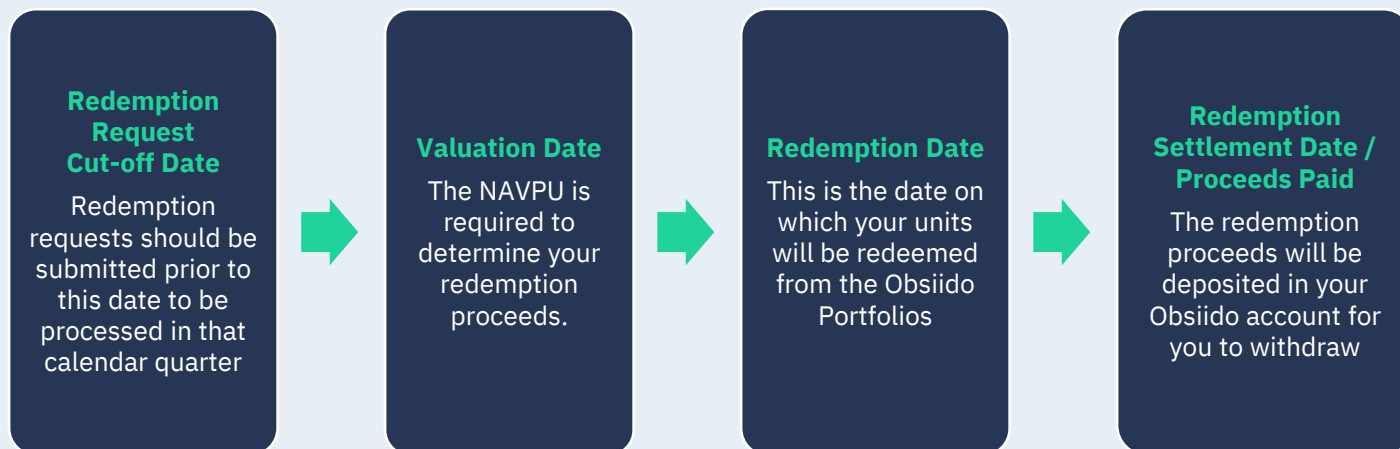 Redemption
Request
Cut-off Date
Redemption
requests should be
submitted prior to
this date to be
processed in that
calendar quarter
Valuation Date
The NAVPU is
required to
determine your
redemption
proceeds.
Redemption Date
This is the date on
which your units
will be redeemed
from the Obsiido
Portfolios
Redemption
Settlement Date /
Proceeds Paid
The redemption
proceeds will be
deposited in your
Obsiido account for
you to withdraw